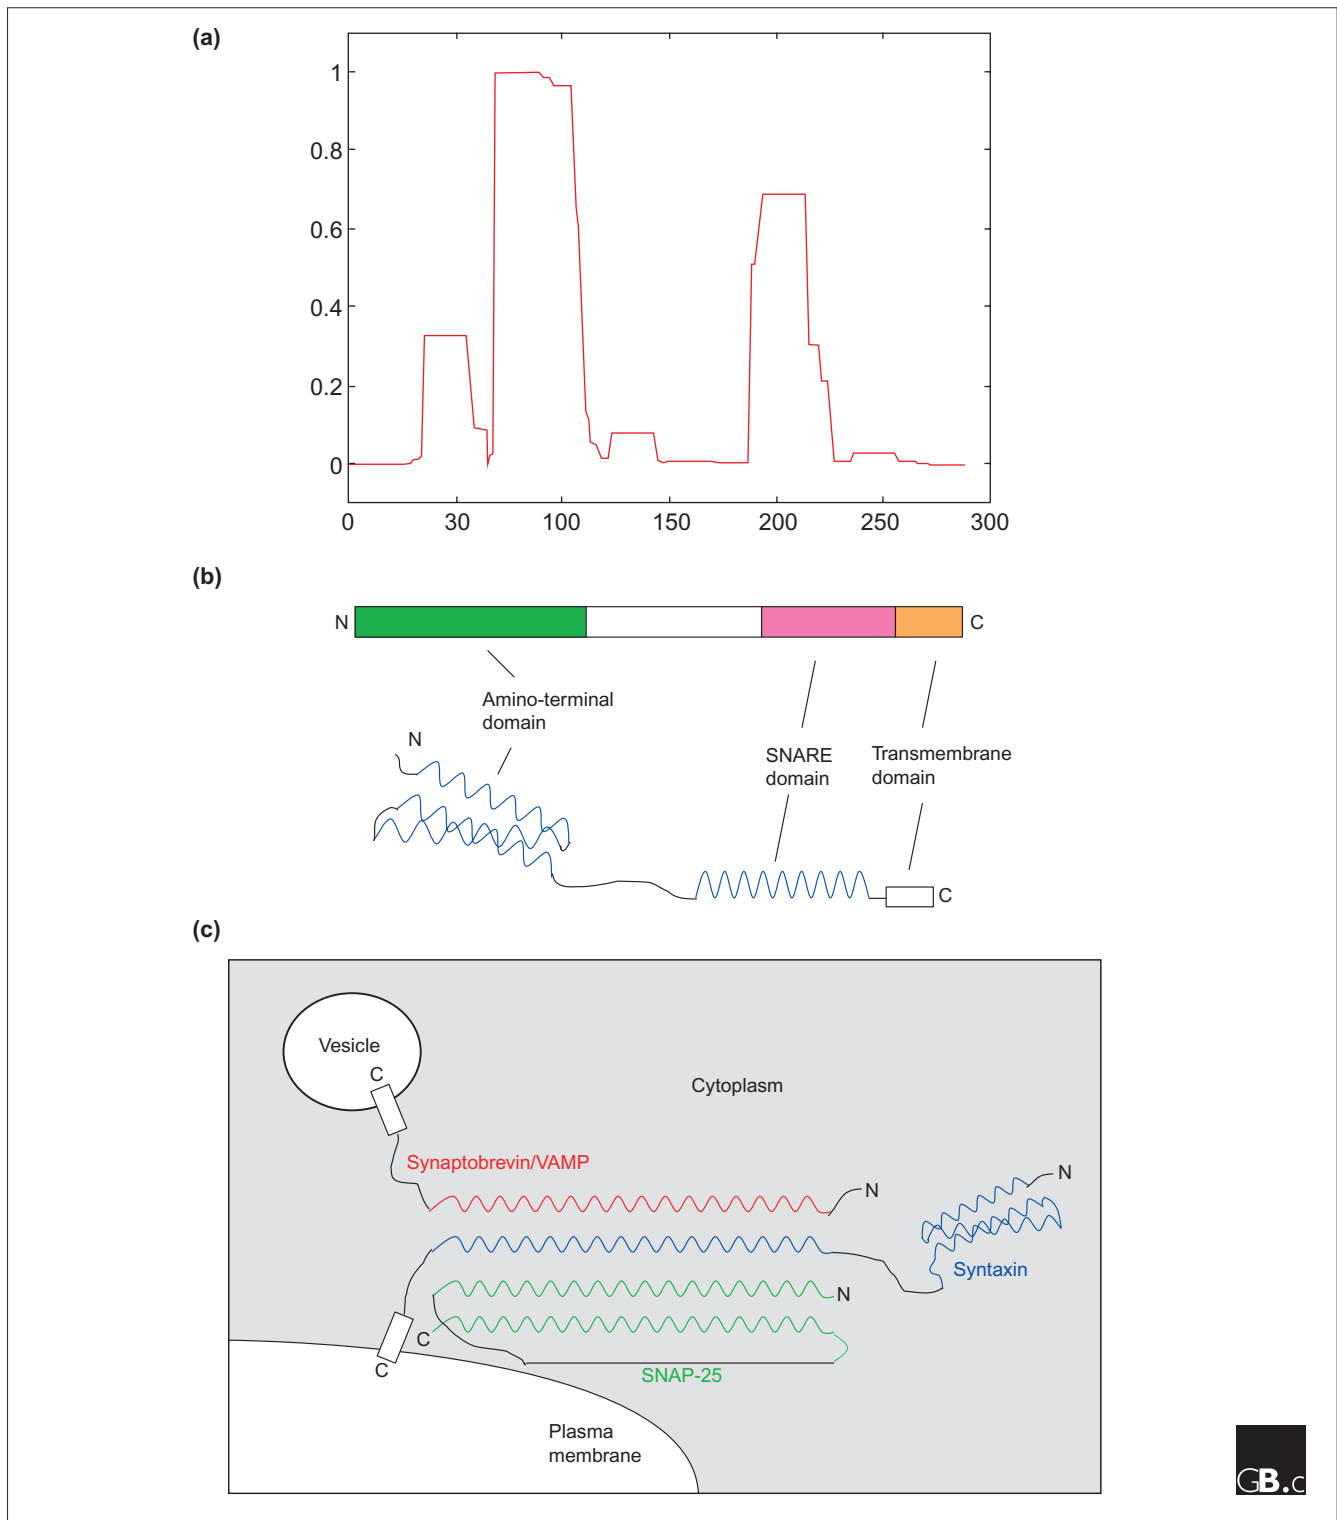 (a)
1
0.8
0.6
0.4
0.2
0
0 30 100 150 200 250 300
(b)
N C
Amino-terminal
domain
N
SNARE
domain
Transmembrane
domain
C
(c)
Vesicle
C
Cytoplasm
Synaptobrevin/VAMP
N
N
Syntaxin
N
C
C
SNAP-25
Plasma
membrane
GB.c